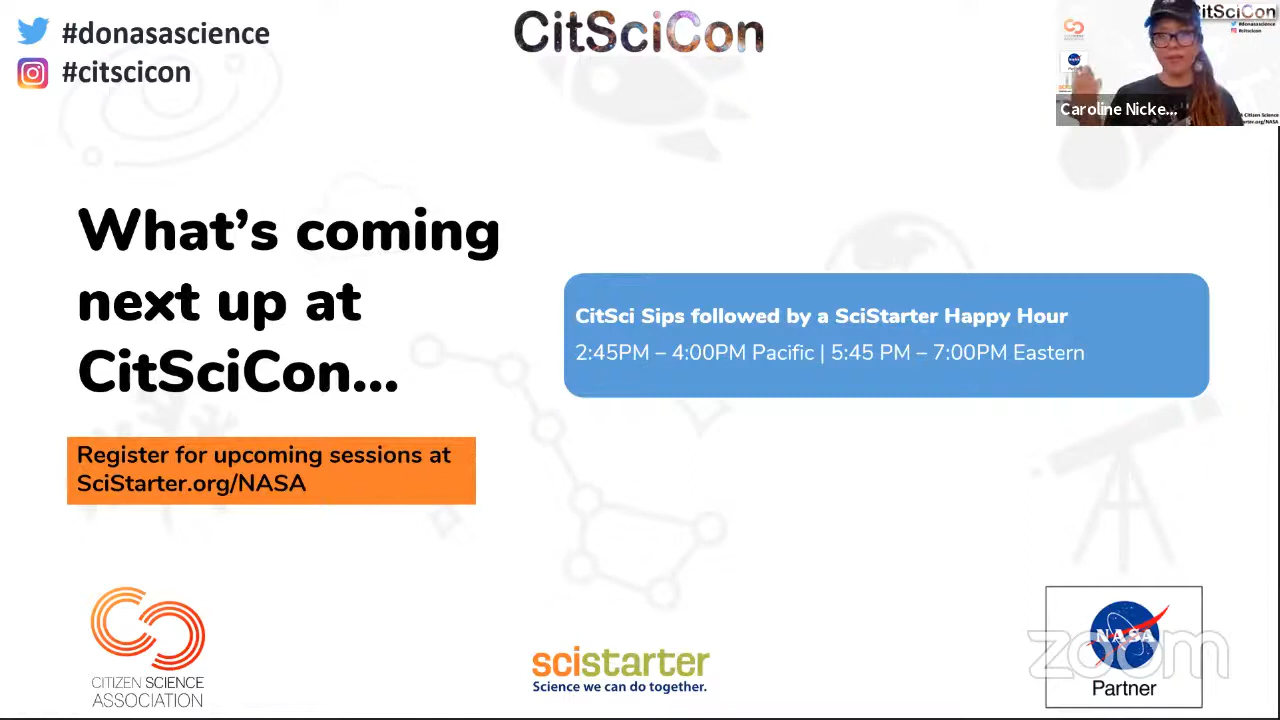 #donasascience
#citscicon
CitSciCon
CitSciCon
Caroline Nicke...
What's coming
next up at
CitSciCon...
CitSci Sips followed by a SciStarter Happy Hour
2:45PM – 4:00PM Pacific | 5:45 PM – 7:00PM Eastern
Register for upcoming sessions at
SciStarter.org/NASA
CITIZEN SCIENCE
ASSOCIATION
scistarter
Science we can do together.
NASA
Partner
zoom